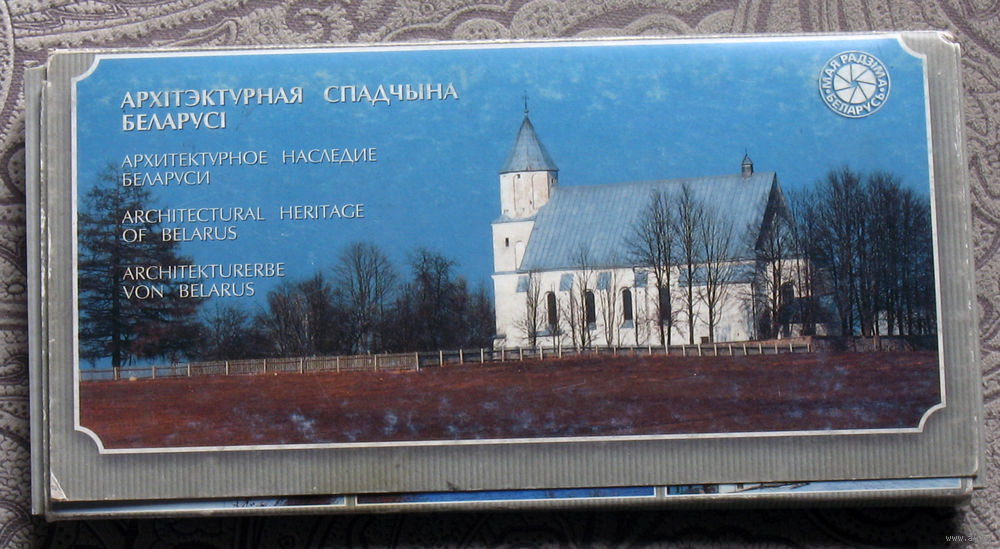 АРХІТЭКТУРНАЯ СПАДЧЫНА
БЕЛАРУСІ
АРХИТЕКТУРНОЕ НАСЛЕДИЕ
БЕЛАРУСИ
ARCHITECTURAL HERITAGE
OF BELARUS
ARCHITEKTURERBE
VON BELARUS
МАЯ РАДЗІМА
БЕЛАРУСЬ